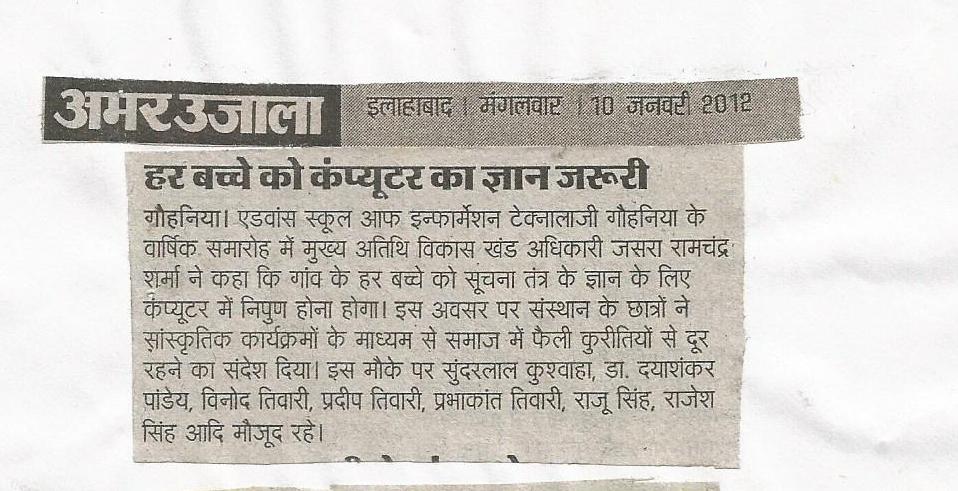 अमर उजाला
इलाहाबाद । मंगलवार । 10 जनवरी 2012
हर बच्चे को कंप्यूटर का ज्ञान जरूरी
गौहनिया। एडवांस स्कूल आफ इन्फार्मेशन टेक्नालाजी गौहनिया के
वार्षिक समारोह में मुख्य अतिथि विकास खंड अधिकारी जसरा रामचंद्र
शर्मा ने कहा कि गांव के हर बच्चे को सूचना तंत्र के ज्ञान के लिए
कंप्यूटर में निपुण होना होगा। इस अवसर पर संस्थान के छात्रों ने
सांस्कृतिक कार्यक्रमों के माध्यम से समाज में फैली कुरीतियों से दूर
रहने का संदेश दिया। इस मौके पर सुंदरलाल कुश्वाहा, डा. दयाशंकर
पांडेय, विनोद तिवारी, प्रदीप तिवारी, प्रभाकांत तिवारी, राजू सिंह, राजेश
सिंह आदि मौजूद रहे।